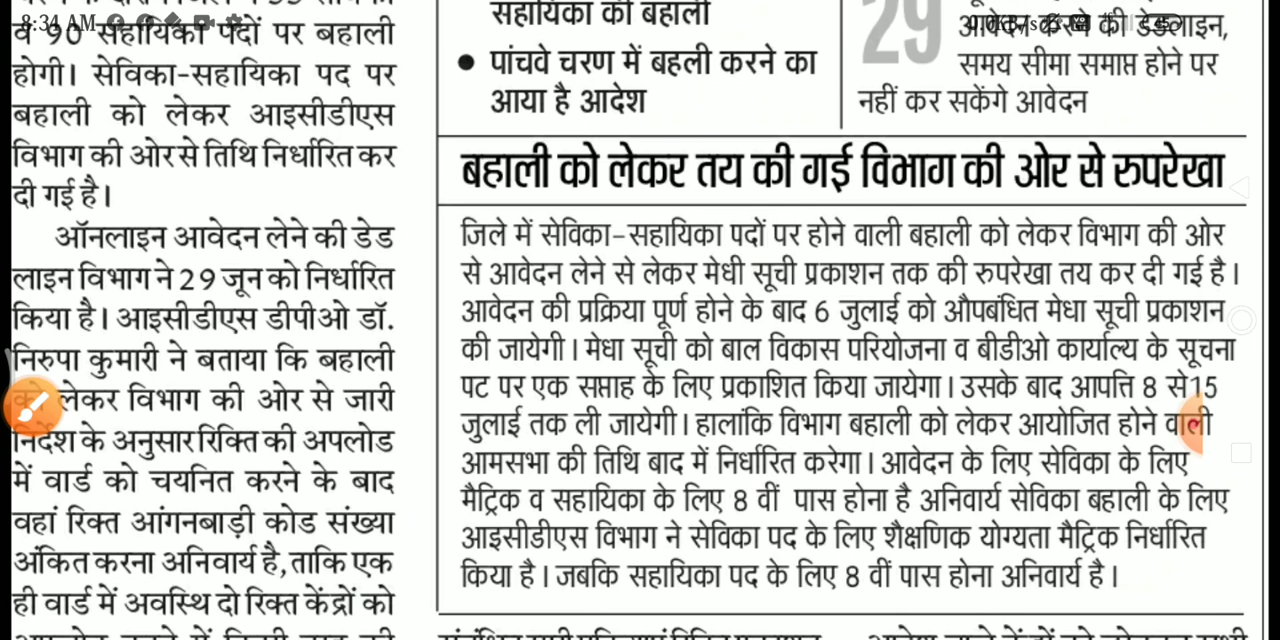 8:34 AM
व 90 सहायिका पदों पर बहाली
होगी। सेविका-सहायिका पद पर
बहाली को लेकर आइसीडीएस
विभाग की ओर से तिथि निर्धारित कर
दी गई है।
ऑनलाइन आवेदन लेने की डेड
लाइन विभाग ने 29 जून को निर्धारित
किया है। आइसीडीएस डीपीओ डॉ.
निरुपा कुमारी ने बताया कि बहाली
लेकर विभाग की ओर से जारी
निर्देश के अनुसार रिक्ति की अपलोड
में वार्ड को चयनित करने के बाद
वहां रिक्त आंगनबाड़ी कोड संख्या
अंकित करना अनिवार्य है, ताकि एक
ही वार्ड में अवस्थि दो रिक्त केंद्रों को
सहायिका की बहाली
● पांचवे चरण में बहली करने का
आया है आदेश
29
आवेदन करने की डेडलाइन,
समय सीमा समाप्त होने पर
नहीं कर सकेंगे आवेदन
बहाली को लेकर तय की गई विभाग की ओर से रुपरेखा
जिले में सेविका-सहायिका पदों पर होने वाली बहाली को लेकर विभाग की ओर
से आवेदन लेने से लेकर मेधी सूची प्रकाशन तक की रुपरेखा तय कर दी गई है।
आवेदन की प्रक्रिया पूर्ण होने के बाद 6 जुलाई को औपबंधित मेधा सूची प्रकाशन
की जायेगी। मेधा सूची को बाल विकास परियोजना व बीडीओ कार्याल्य के सूचना
पट पर एक सप्ताह के लिए प्रकाशित किया जायेगा। उसके बाद आपत्ति 8 से15
जुलाई तक ली जायेगी। हालांकि विभाग बहाली को लेकर आयोजित होने वाली
आमसभा की तिथि बाद में निर्धारित करेगा। आवेदन के लिए सेविका के लिए
मैट्रिक व सहायिका के लिए 8 वीं पास होना है अनिवार्य सेविका बहाली के लिए
आइसीडीएस विभाग ने सेविका पद के लिए शैक्षणिक योग्यता मैट्रिक निर्धारित
किया है। जबकि सहायिका पद के लिए 8 वीं पास होना अनिवार्य है।